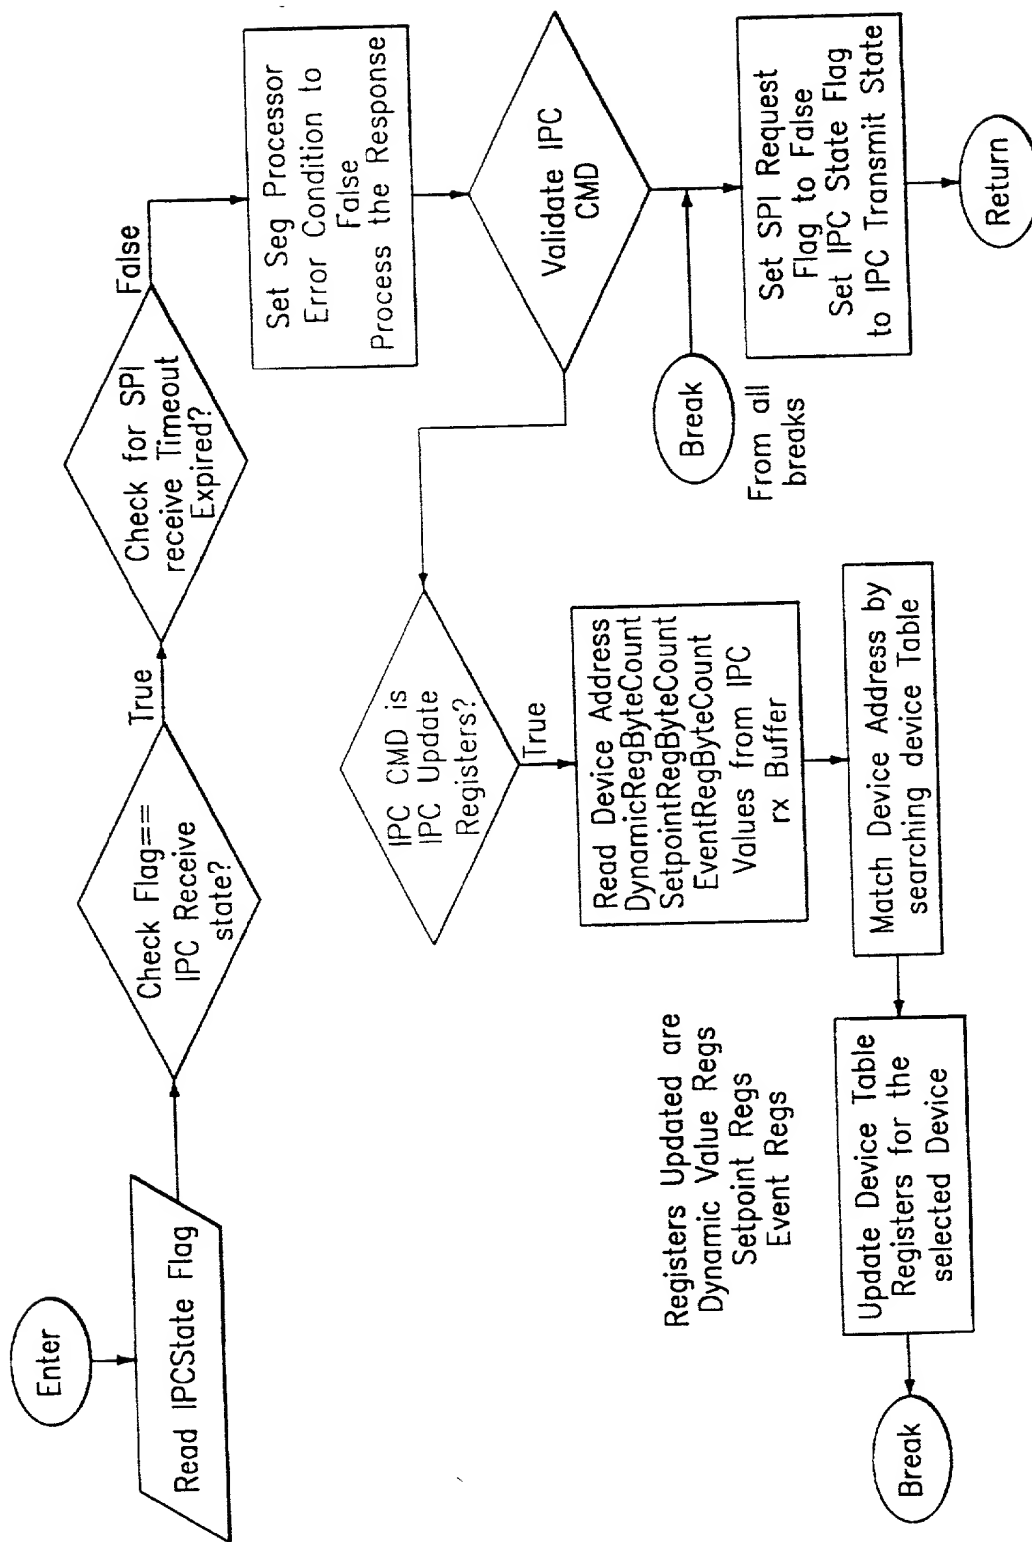 Enter
Read IPCState Flag
Check Flag==
IPC Receive
state?
True
Check for SPI
receive Timeout
Expired?
False
Set Seg Processor
Error Condition to
False
Process the Response
Validate IPC
CMD
IPC CMD is
IPC Update
Registers?
True
Read Device Address
DynamicRegByteCount
SetpointRegByteCount
EventRegByteCount
Values from IPC
rx Buffer
Match Device Address by
searching device Table
Registers Updated are
Dynamic Value Regs
Setpoint Regs
Event Regs
Update Device Table
Registers for the
selected Device
Break
Break
From all
breaks
Set SPI Request
Flag to False
Set IPC State Flag
to IPC Transmit State
Return